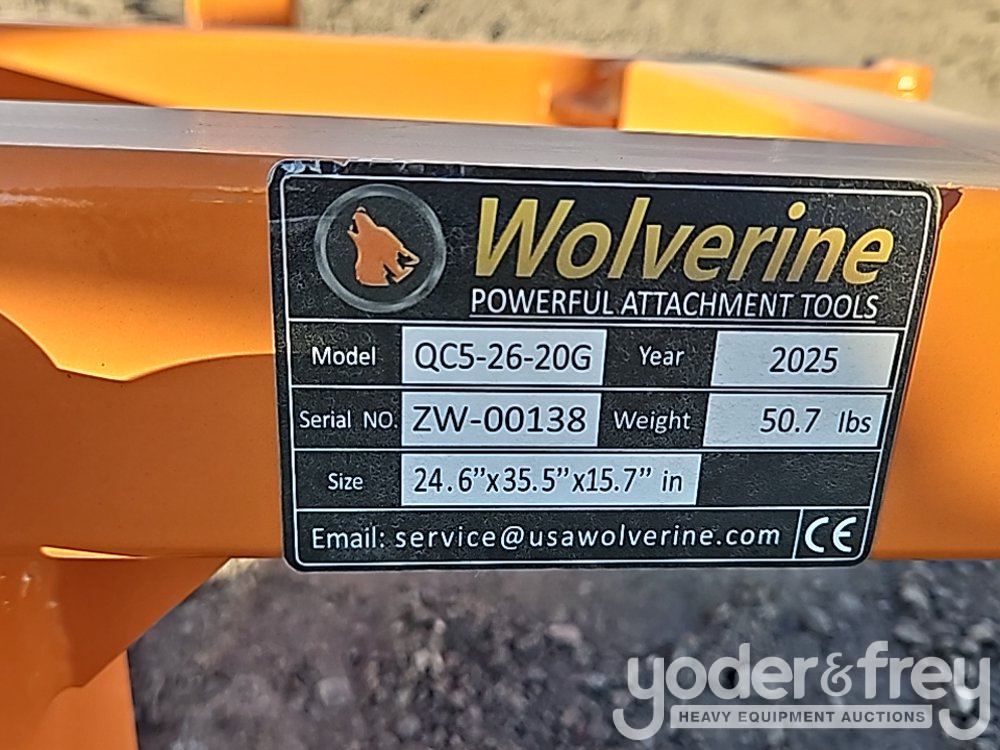 Wolverine
POWERFUL ATTACHMENT TOOLS
Model QC5-26-20G Year 2025
Serial NO. ZW-00138 Weight 50.7 lbs
Size 24.6”x35.5”x15.7” in
Email: service@usawolverine.com CE
yoder&frey
HEAVY EQUIPMENT AUCTIONS